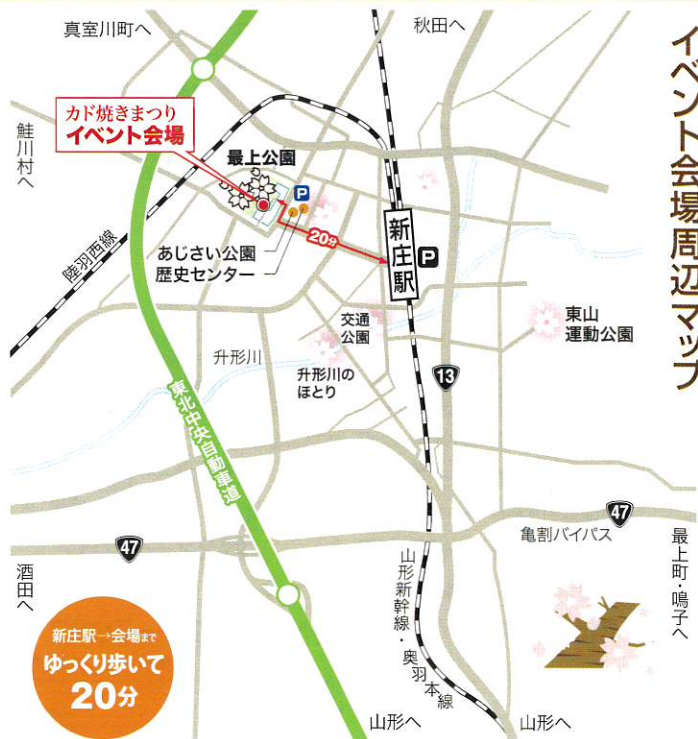 イベント会場周辺マップ
真室川町へ
秋田へ
カド焼きまつり
イベント会場
鮭川村へ
最上公園
P
陸羽西線
あじさい公園
歴史センター
20分
新庄駅
P
交通
公園
東山
運動公園
升形川
升形川の
ほとり
13
東北中央自動車道
47
47
亀割バイパス
酒田へ
最上町・鳴子へ
山形新幹線・奥羽本線
新庄駅→会場まで
ゆっくり歩いて
20分
山形へ
山形へ